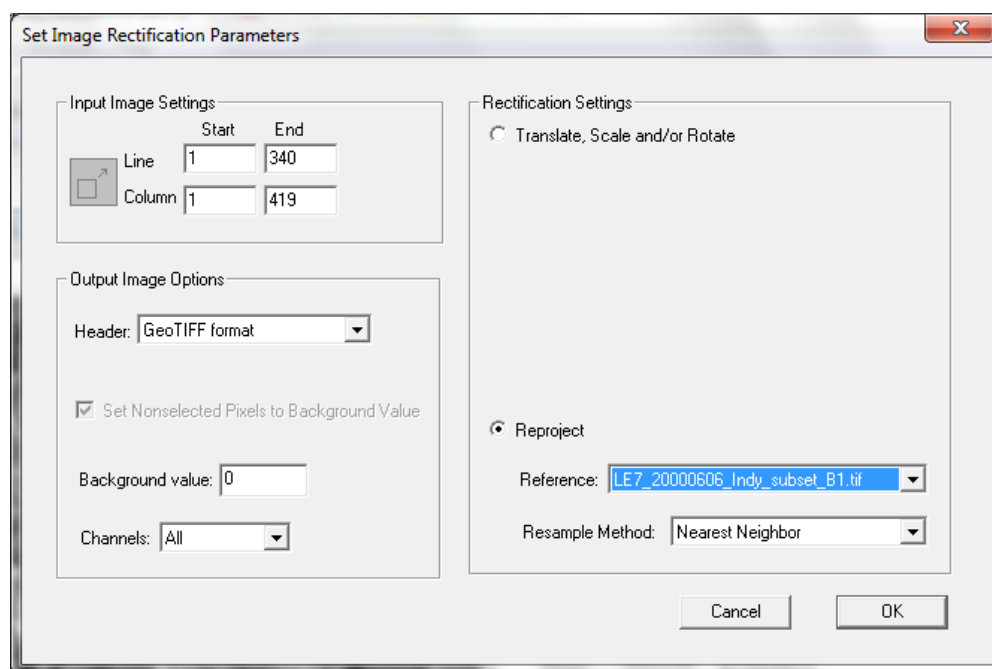 Set Image Rectification Parameters
Input Image Settings
Start End
Line 1 340
Column 1 419
Output Image Options
Header: GeoTIFF format
Set Nonselected Pixels to Background Value
Background value: 0
Channels: All
Rectification Settings
Translate, Scale and/or Rotate
Reproject
Reference: LE7_20000606_Indy_subset_B1.tif
Resample Method: Nearest Neighbor
Cancel OK